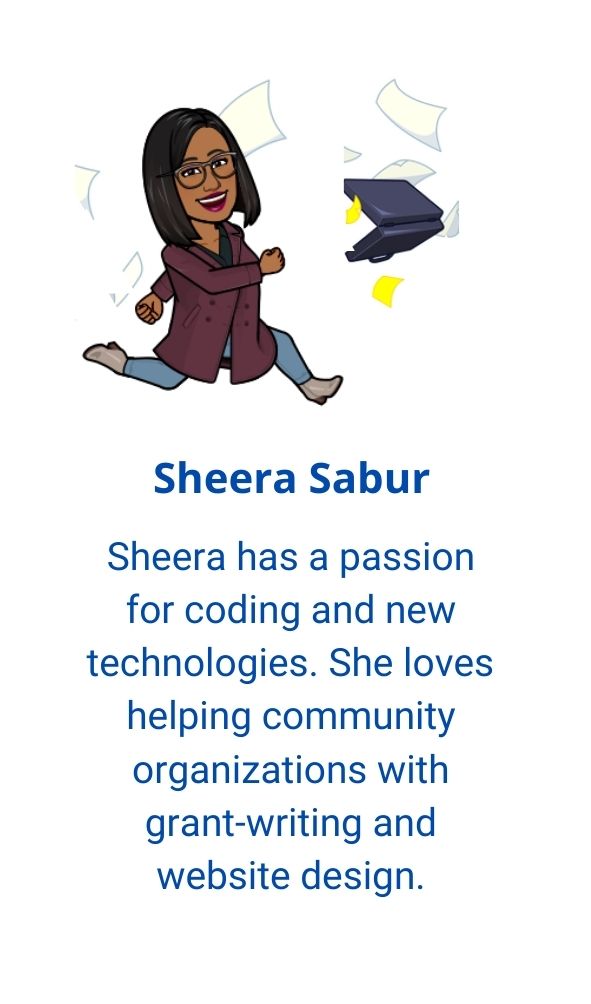 Sheera Sabur
Sheera has a passion
for coding and new
technologies. She loves
helping community
organizations with
grant-writing and
website design.